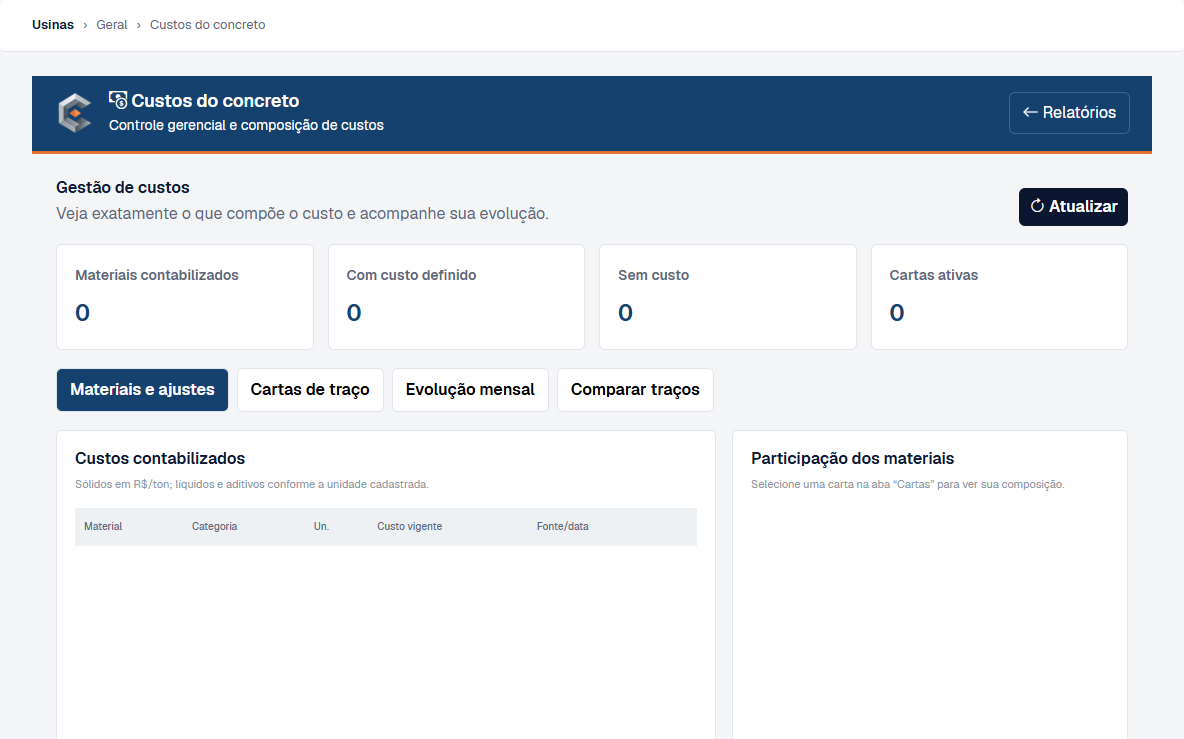 Usinas › Geral › Custos do concreto
Custos do concreto
Controle gerencial e composição de custos
← Relatórios
Gestão de custos
Veja exatamente o que compõe o custo e acompanhe sua evolução.
Atualizar
Materiais contabilizados
0
Com custo definido
0
Sem custo
0
Cartas ativas
0
Materiais e ajustes
Cartas de traço
Evolução mensal
Comparar traços
Custos contabilizados
Sólidos em R$/ton; líquidos e aditivos conforme a unidade cadastrada.
Material Categoria Un. Custo vigente Fonte/data
Participação dos materiais
Selecione uma carta na aba “Cartas” para ver sua composição.